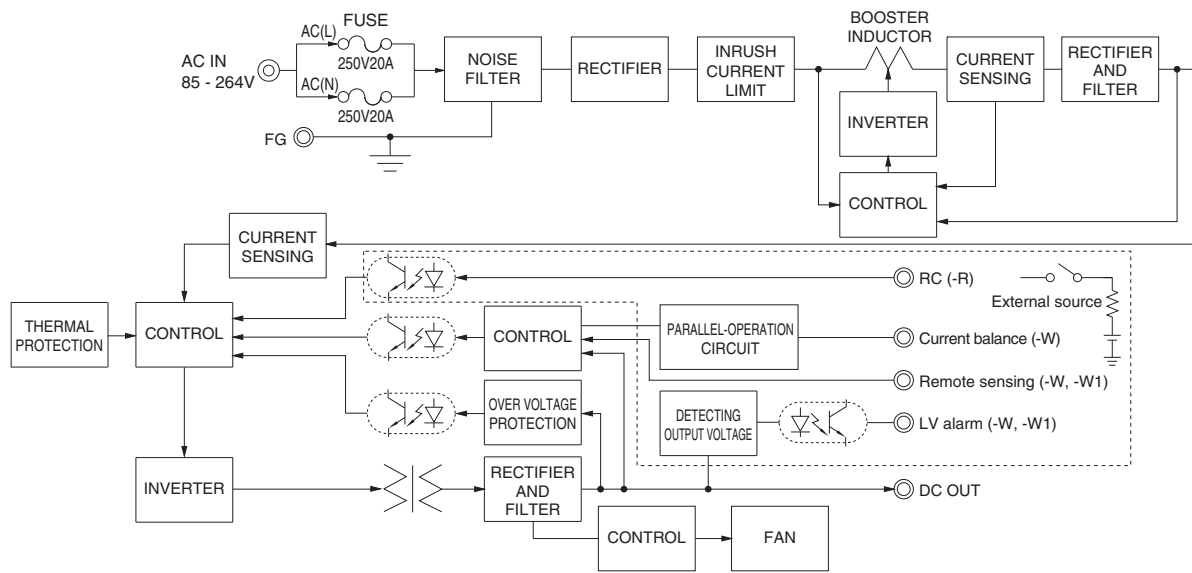 FUSE
AC(L)
250V20A
AC IN
85 - 264V
AC(N)
250V20A
FG
NOISE
FILTER
RECTIFIER
INRUSH
CURRENT
LIMIT
BOOSTER
INDUCTOR
CURRENT
SENSING
RECTIFIER
AND
FILTER
INVERTER
CONTROL
CURRENT
SENSING
RC (-R)
External source
THERMAL
PROTECTION
CONTROL
CONTROL
PARALLEL-OPERATION
CIRCUIT
Current balance (-W)
Remote sensing (-W, -W1)
OVER VOLTAGE
PROTECTION
DETECTING
OUTPUT VOLTAGE
LV alarm (-W, -W1)
INVERTER
RECTIFIER
AND
FILTER
DC OUT
CONTROL
FAN